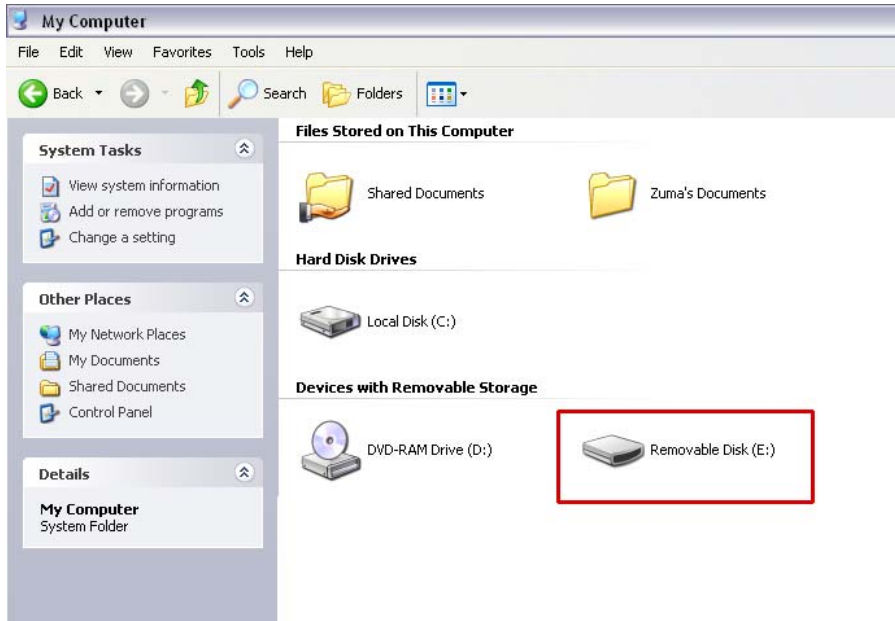 My Computer
File Edit View Favorites Tools Help
Back Search Folders
System Tasks
View system information
Add or remove programs
Change a setting
Other Places
My Network Places
My Documents
Shared Documents
Control Panel
Details
My Computer
System Folder
Files Stored on This Computer
Shared Documents Zuma's Documents
Hard Disk Drives
Local Disk (C:)
Devices with Removable Storage
DVD-RAM Drive (D:) Removable Disk (E:)